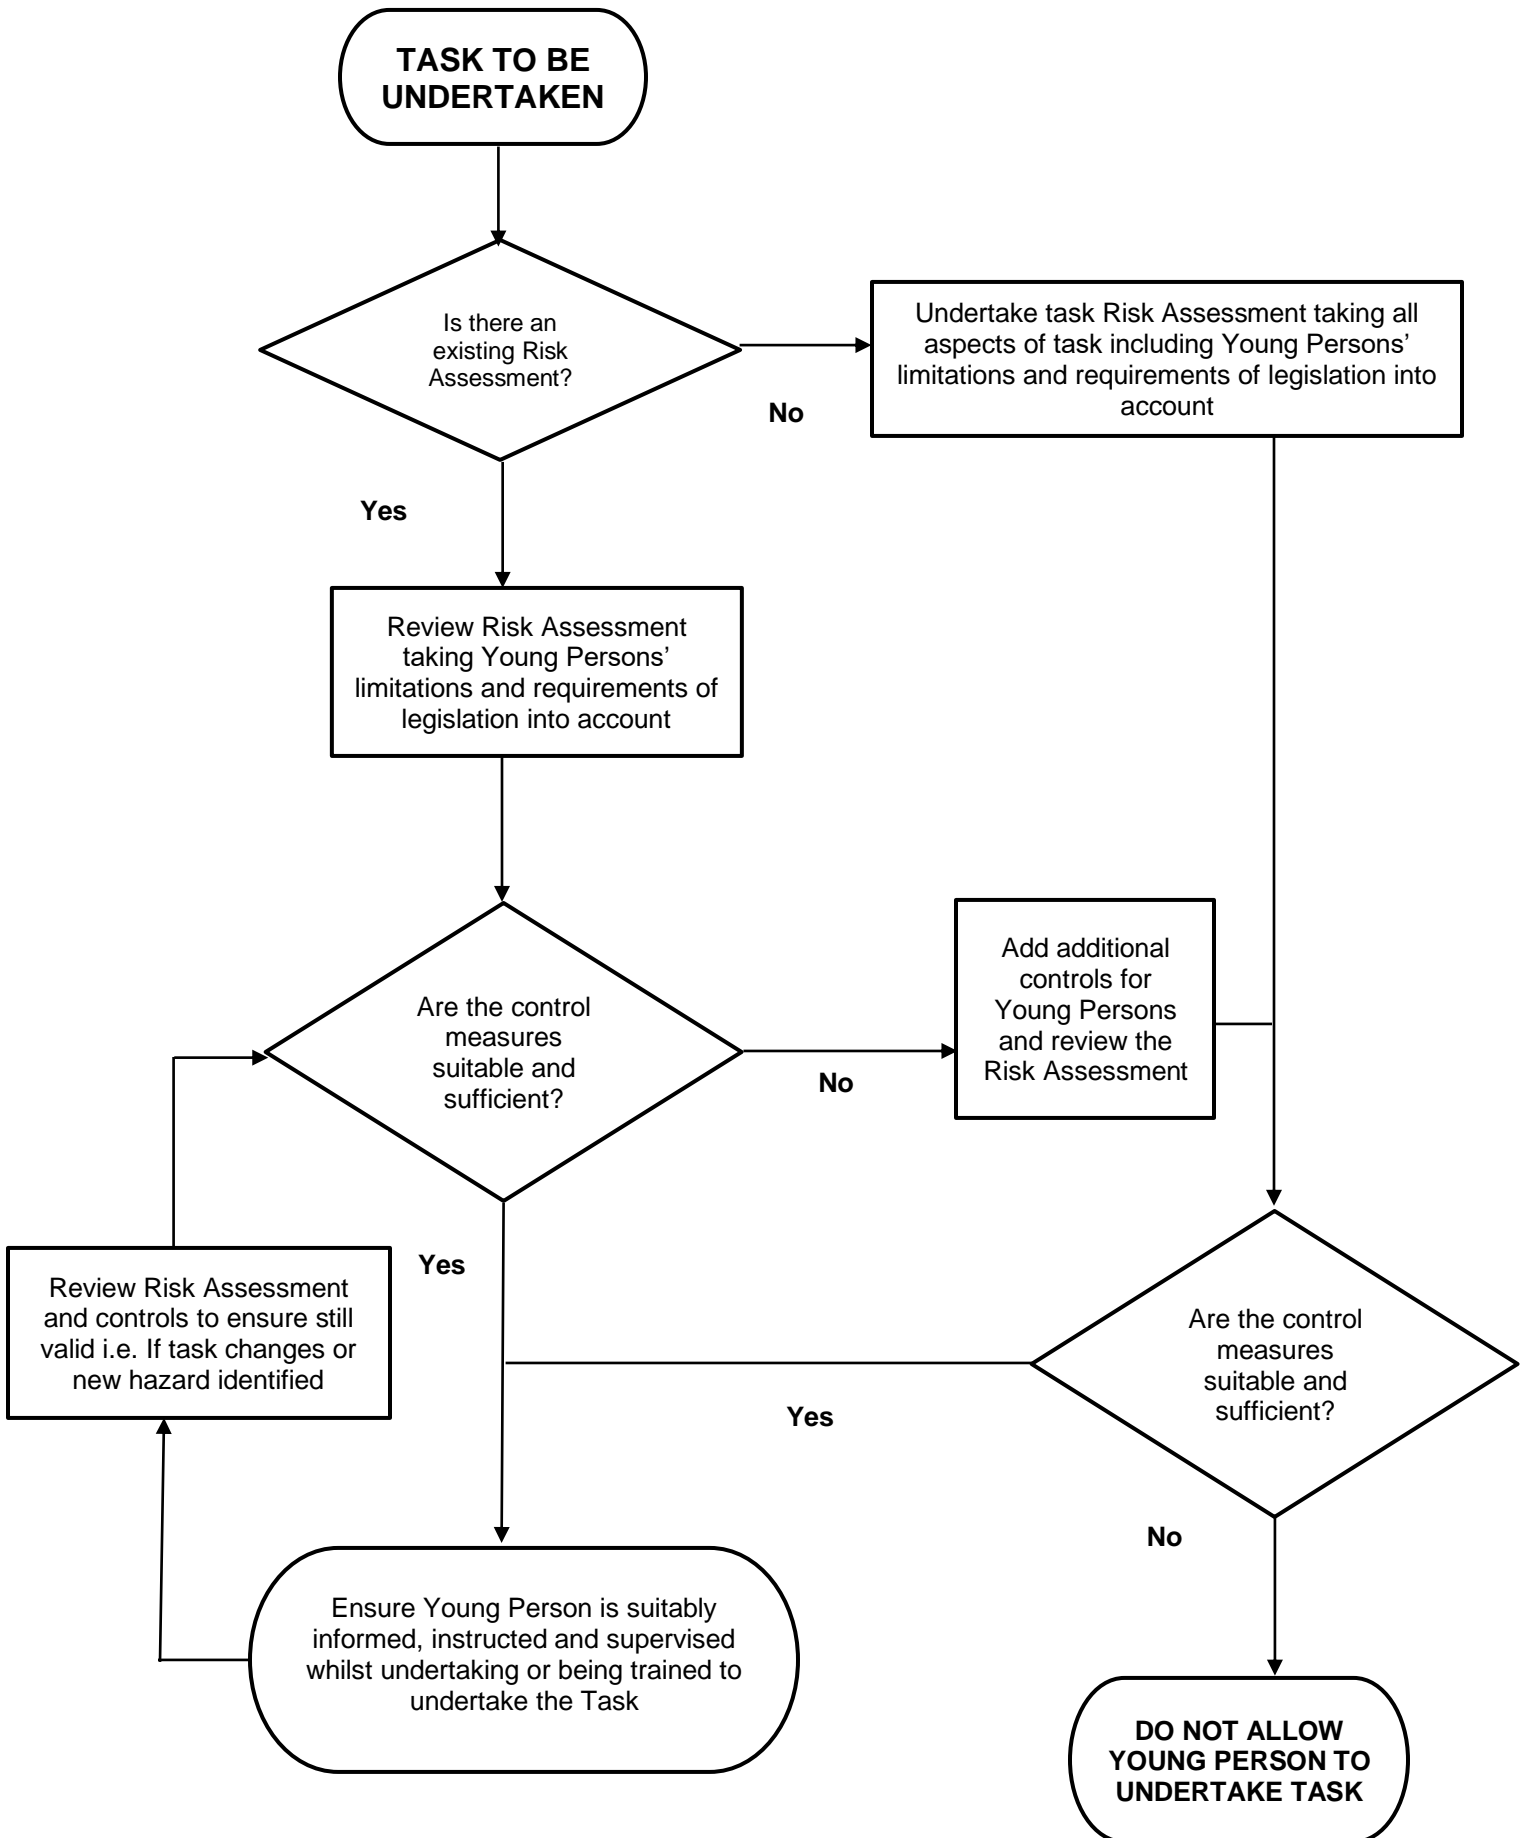 TASK TO BE
UNDERTAKEN
Is there an
existing Risk
Assessment?
No
Undertake task Risk Assessment taking all
aspects of task including Young Persons’
limitations and requirements of legislation into
account
Yes
Review Risk Assessment
taking Young Persons’
limitations and requirements of
legislation into account
Are the control
measures
suitable and
sufficient?
No
Add additional
controls for
Young Persons
and review the
Risk Assessment
Yes
Review Risk Assessment
and controls to ensure still
valid i.e. If task changes or
new hazard identified
Are the control
measures
suitable and
sufficient?
Yes
No
Ensure Young Person is suitably
informed, instructed and supervised
whilst undertaking or being trained to
undertake the Task
DO NOT ALLOW
YOUNG PERSON TO
UNDERTAKE TASK